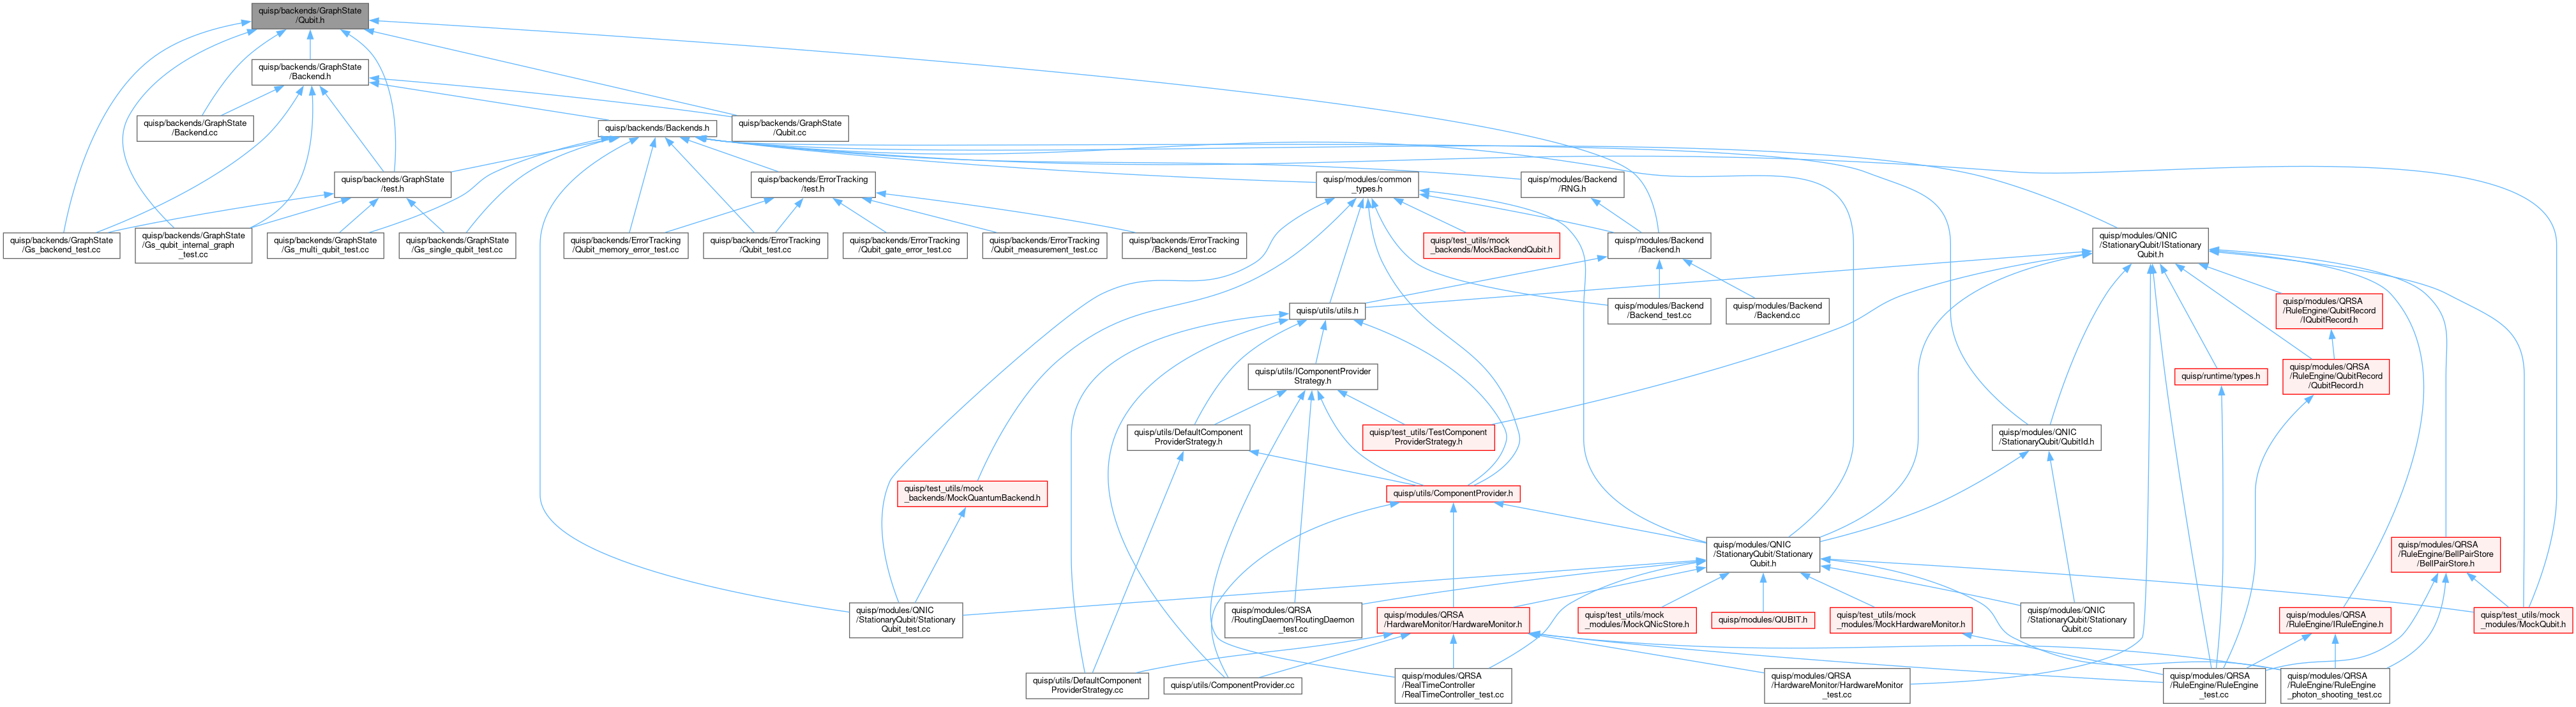 quisp/backends/GraphState
/Qubit.h
quisp/backends/GraphState
/Backend.h
quisp/backends/GraphState
/Backend.cc
quisp/backends/Backends.h
quisp/backends/GraphState
/Qubit.cc
quisp/backends/GraphState
/test.h
quisp/backends/ErrorTracking
/test.h
quisp/modules/common
_types.h
quisp/modules/Backend
/RNG.h
quisp/backends/GraphState
/Gs_backend_test.cc
quisp/backends/GraphState
/Gs_qubit_internal_graph
_test.cc
quisp/backends/GraphState
/Gs_multi_qubit_test.cc
quisp/backends/GraphState
/Gs_single_qubit_test.cc
quisp/backends/ErrorTracking
/Qubit_memory_error_test.cc
quisp/backends/ErrorTracking
/Qubit_test.cc
quisp/backends/ErrorTracking
/Qubit_gate_error_test.cc
quisp/backends/ErrorTracking
/Qubit_measurement_test.cc
quisp/backends/ErrorTracking
/Backend_test.cc
quisp/test_utils/mock
_backends/MockBackendQubit.h
quisp/modules/Backend
/Backend.h
quisp/modules/QNIC
/StationaryQubit/IStationary
Qubit.h
quisp/utils/utils.h
quisp/modules/Backend
/Backend_test.cc
quisp/modules/Backend
/Backend.cc
quisp/modules/QRSA
/RuleEngine/QubitRecord
/IQubitRecord.h
quisp/utils/IComponentProvider
Strategy.h
quisp/runtime/types.h
quisp/modules/QRSA
/RuleEngine/QubitRecord
/QubitRecord.h
quisp/utils/DefaultComponent
ProviderStrategy.h
quisp/test_utils/TestComponent
ProviderStrategy.h
quisp/modules/QNIC
/StationaryQubit/QubitId.h
quisp/test_utils/mock
_backends/MockQuantumBackend.h
quisp/utils/ComponentProvider.h
quisp/modules/QNIC
/StationaryQubit/Stationary
Qubit.h
quisp/modules/QRSA
/RuleEngine/BellPairStore
/BellPairStore.h
quisp/modules/QNIC
/StationaryQubit/Stationary
Qubit_test.cc
quisp/modules/QRSA
/RoutingDaemon/RoutingDaemon
_test.cc
quisp/modules/QRSA
/HardwareMonitor/HardwareMonitor.h
quisp/test_utils/mock
_modules/MockQNicStore.h
quisp/modules/QUBIT.h
quisp/test_utils/mock
_modules/MockHardwareMonitor.h
quisp/modules/QNIC
/StationaryQubit/Stationary
Qubit.cc
quisp/modules/QRSA
/RuleEngine/IRuleEngine.h
quisp/test_utils/mock
_modules/MockQubit.h
quisp/utils/DefaultComponent
ProviderStrategy.cc
quisp/utils/ComponentProvider.cc
quisp/modules/QRSA
/RealTimeController
/RealTimeController_test.cc
quisp/modules/QRSA
/HardwareMonitor/HardwareMonitor
_test.cc
quisp/modules/QRSA
/RuleEngine/RuleEngine
_test.cc
quisp/modules/QRSA
/RuleEngine/RuleEngine
_photon_shooting_test.cc